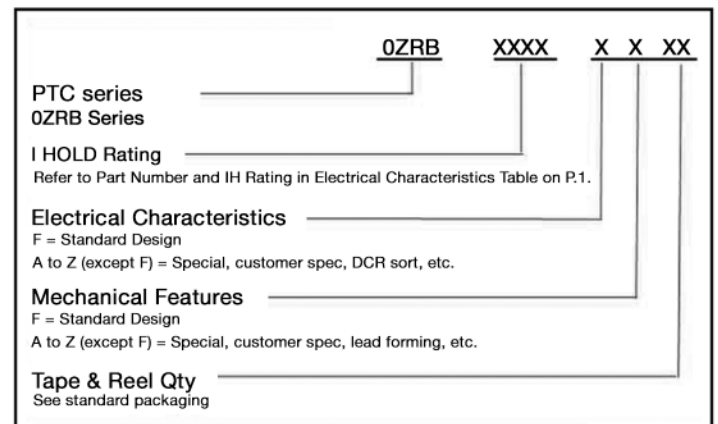 0ZRB XXXX X X XX
PTC series
0ZRB Series
I HOLD Rating
Refer to Part Number and IH Rating in Electrical Characteristics Table on P.1.
Electrical Characteristics
F = Standard Design
A to Z (except F) = Special, customer spec, DCR sort, etc.
Mechanical Features
F = Standard Design
A to Z (except F) = Special, customer spec, lead forming, etc.
Tape & Reel Qty
See standard packaging